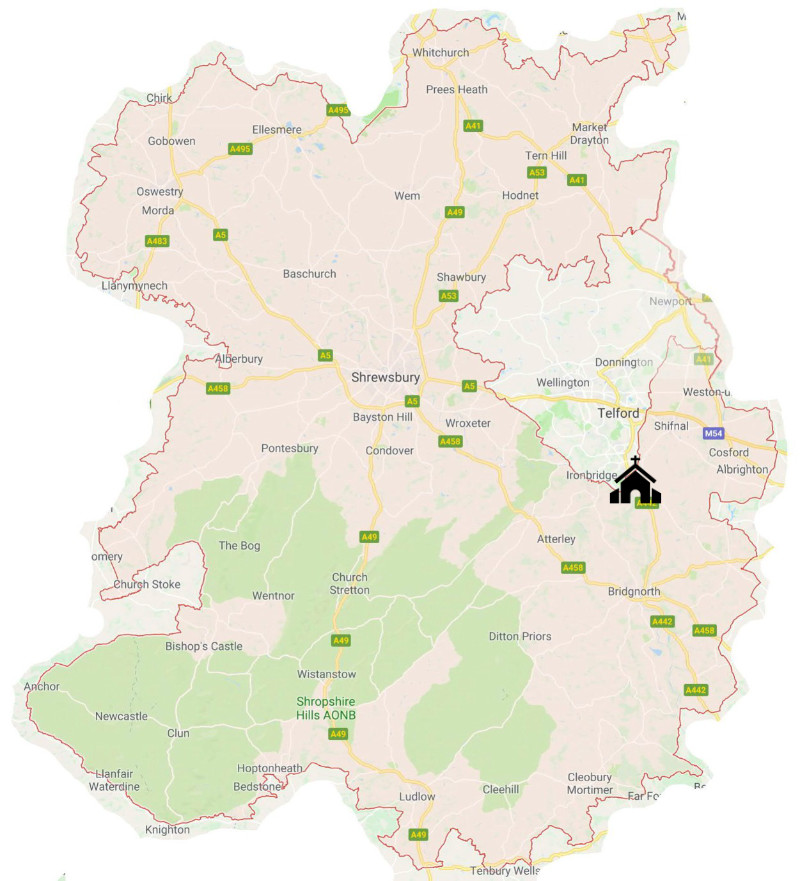 M
Whitchurch
Chirk
Prees Heath
A495
Ellesmere
A41
Market
Drayton
Gobowen
A495
Tern Hill
A53
A41
Oswestry
Wem
Hodnet
Morda
A49
A5
A483
Baschurch
Shawbury
Llanymynech
A53
Newport
Alberbury
A5
A41
Donnington
Shrewsbury
Wellington
A458
A5
Weston-u
A5
Bayston Hill
Telford
Wroxeter
Shifnal
M54
A458
Pontesbury
Condover
Cosford
Albrighton
Ironbridge
A442
A49
Atterley
The Bog
omery
A458
Church Stoke
Church
Stretton
Wentnor
Bridgnorth
A442
A458
Bishop's Castle
A49
Ditton Priors
Wistanstow
Anchor
A442
Shropshire
Hills AONB
Newcastle
Clun
A49
Hoptonheath
Llanfair
Waterdine
Bedstone
Cleobury
Mortimer
Cleehill
Ludlow
Far Fo
Knighton
A49
Tenbury Wells